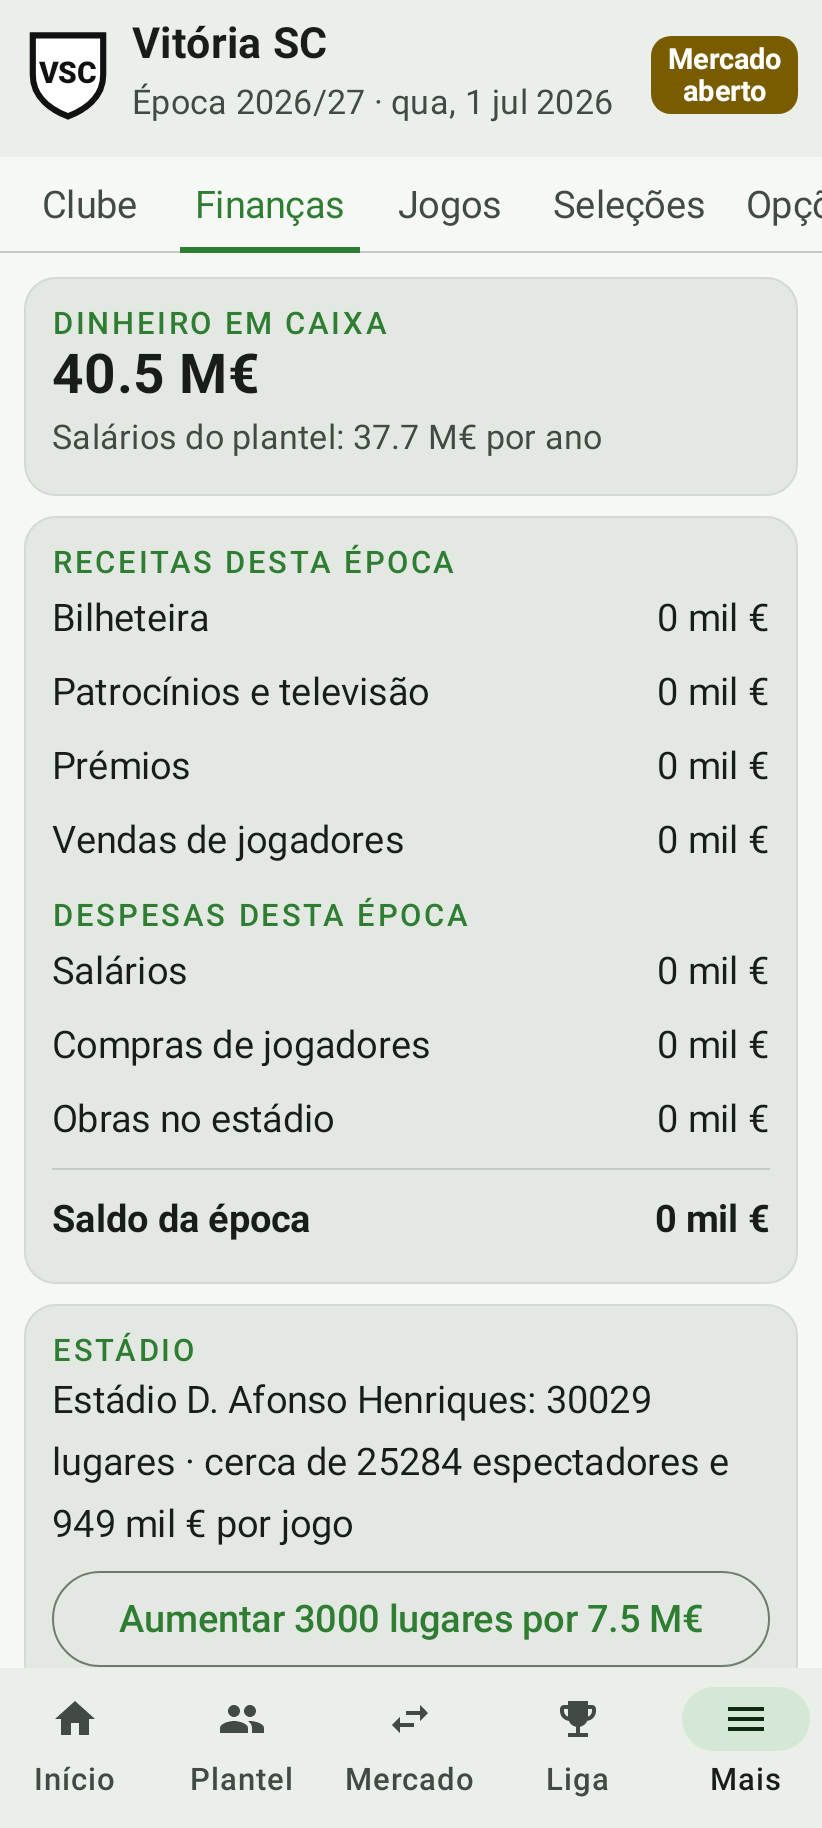 VSC
Vitória SC
Época 2026/27 · qua, 1 jul 2026
Mercado
aberto
Clube
Finanças
Jogos
Seleções
Opçõ
DINHEIRO EM CAIXA
40.5 M€
Salários do plantel: 37.7 M€ por ano
RECEITAS DESTA ÉPOCA
Bilheteira 0 mil €
Patrocínios e televisão 0 mil €
Prémios 0 mil €
Vendas de jogadores 0 mil €
DESPESAS DESTA ÉPOCA
Salários 0 mil €
Compras de jogadores 0 mil €
Obras no estádio 0 mil €
Saldo da época 0 mil €
ESTÁDIO
Estádio D. Afonso Henriques: 30029
lugares · cerca de 25284 espectadores e
949 mil € por jogo
Aumentar 3000 lugares por 7.5 M€
Início
Plantel
Mercado
Liga
Mais